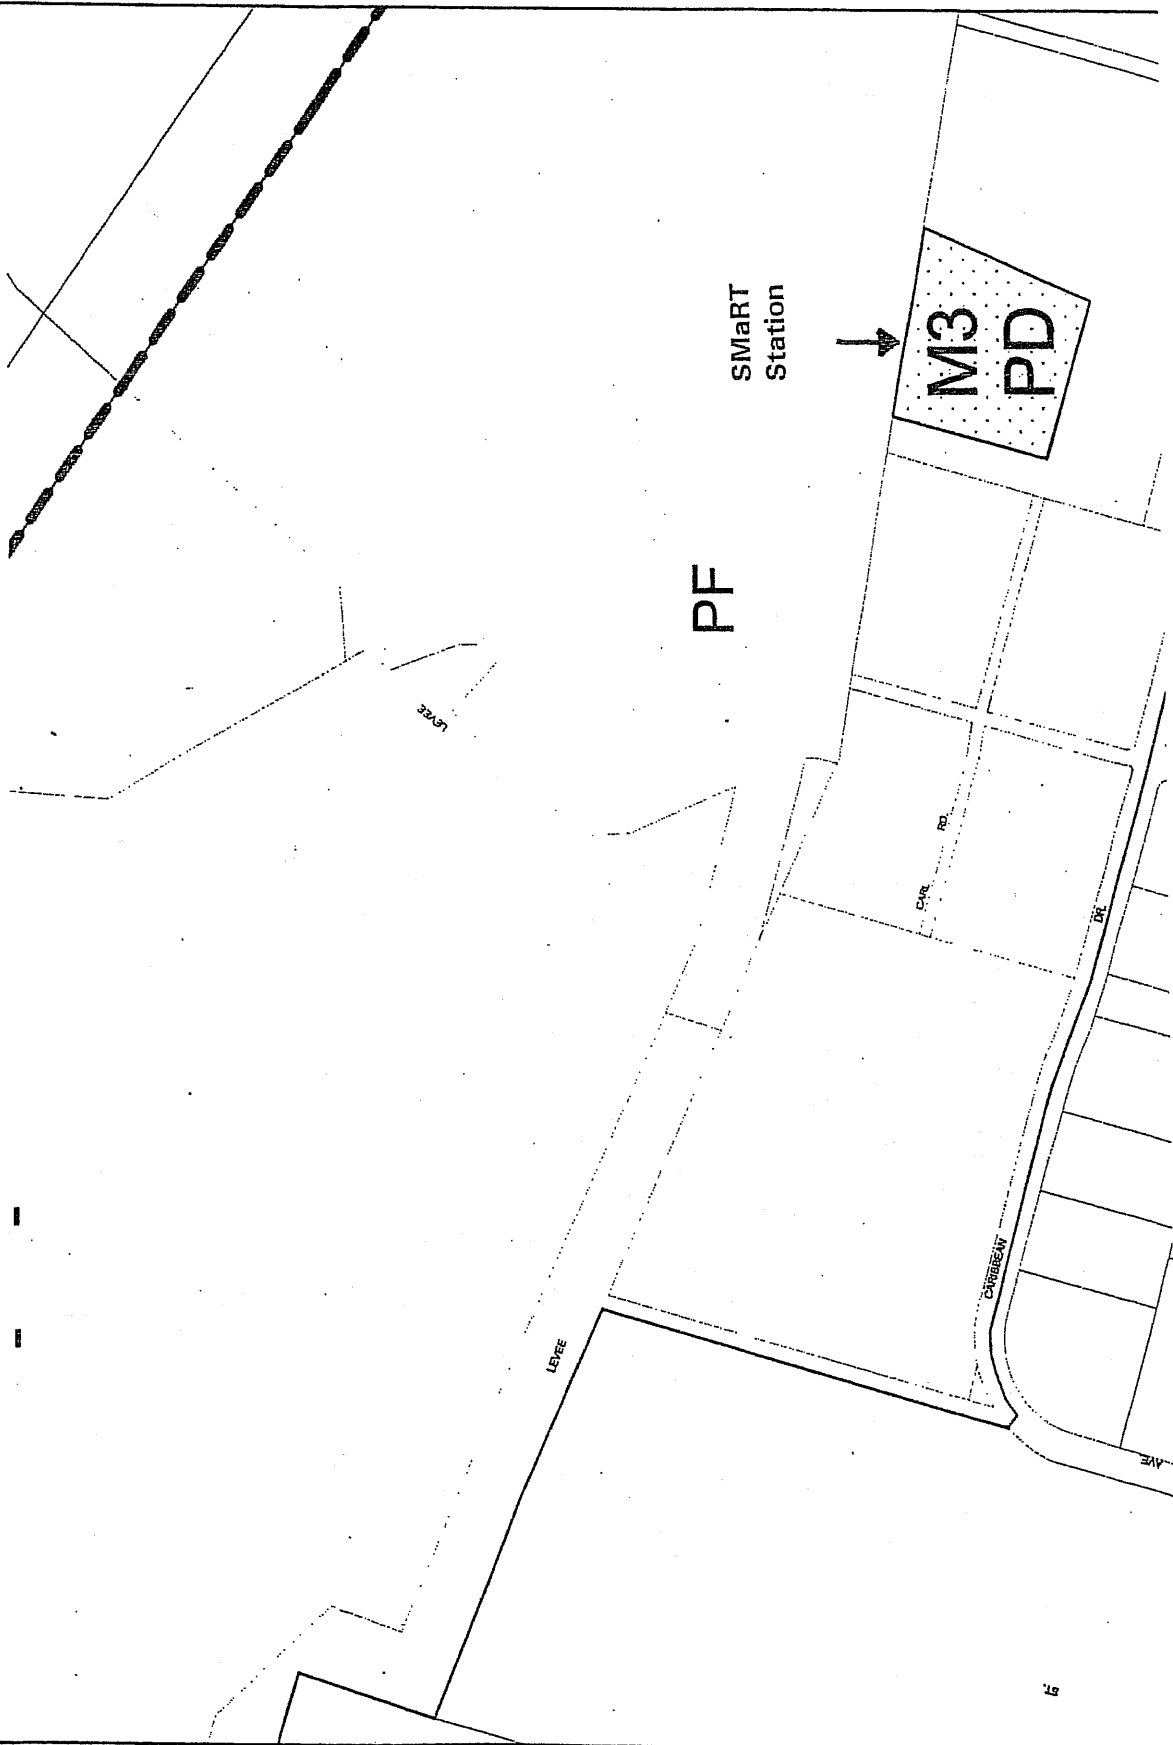 SMaRT
Station
M3
PD
PF
LEVEE
CARL RD.
DR.
CARIBBEAN
LEVEE
AVE
ST.